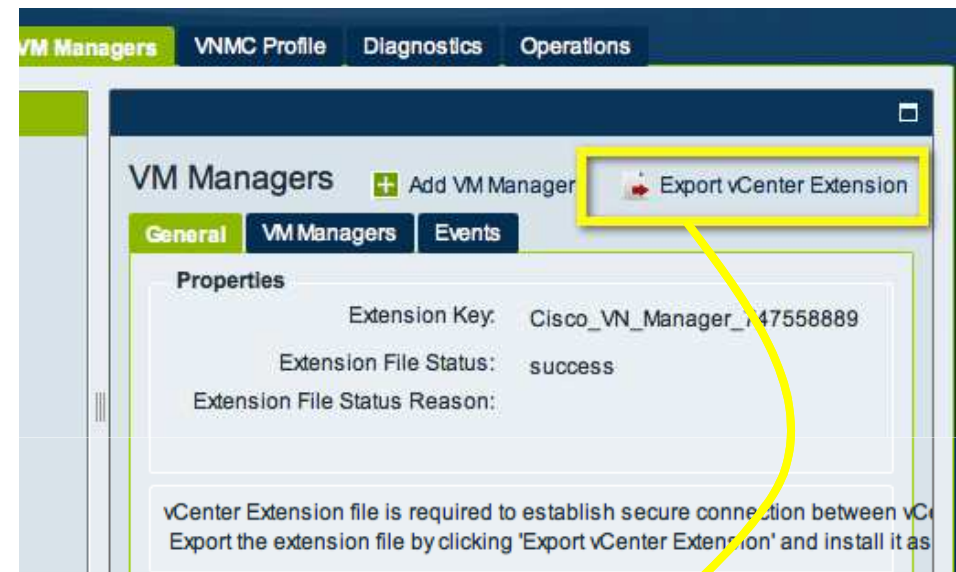 VM Managers VNMC Profile Diagnostics Operations
VM Managers Add VM Manager Export vCenter Extension
General VM Managers Events
Properties
Extension Key: Cisco_VN_Manager_747558889
Extension File Status: success
Extension File Status Reason:
vCenter Extension file is required to establish secure connection between
Export the extension file by clicking 'Export vCenter Extension' and install it as